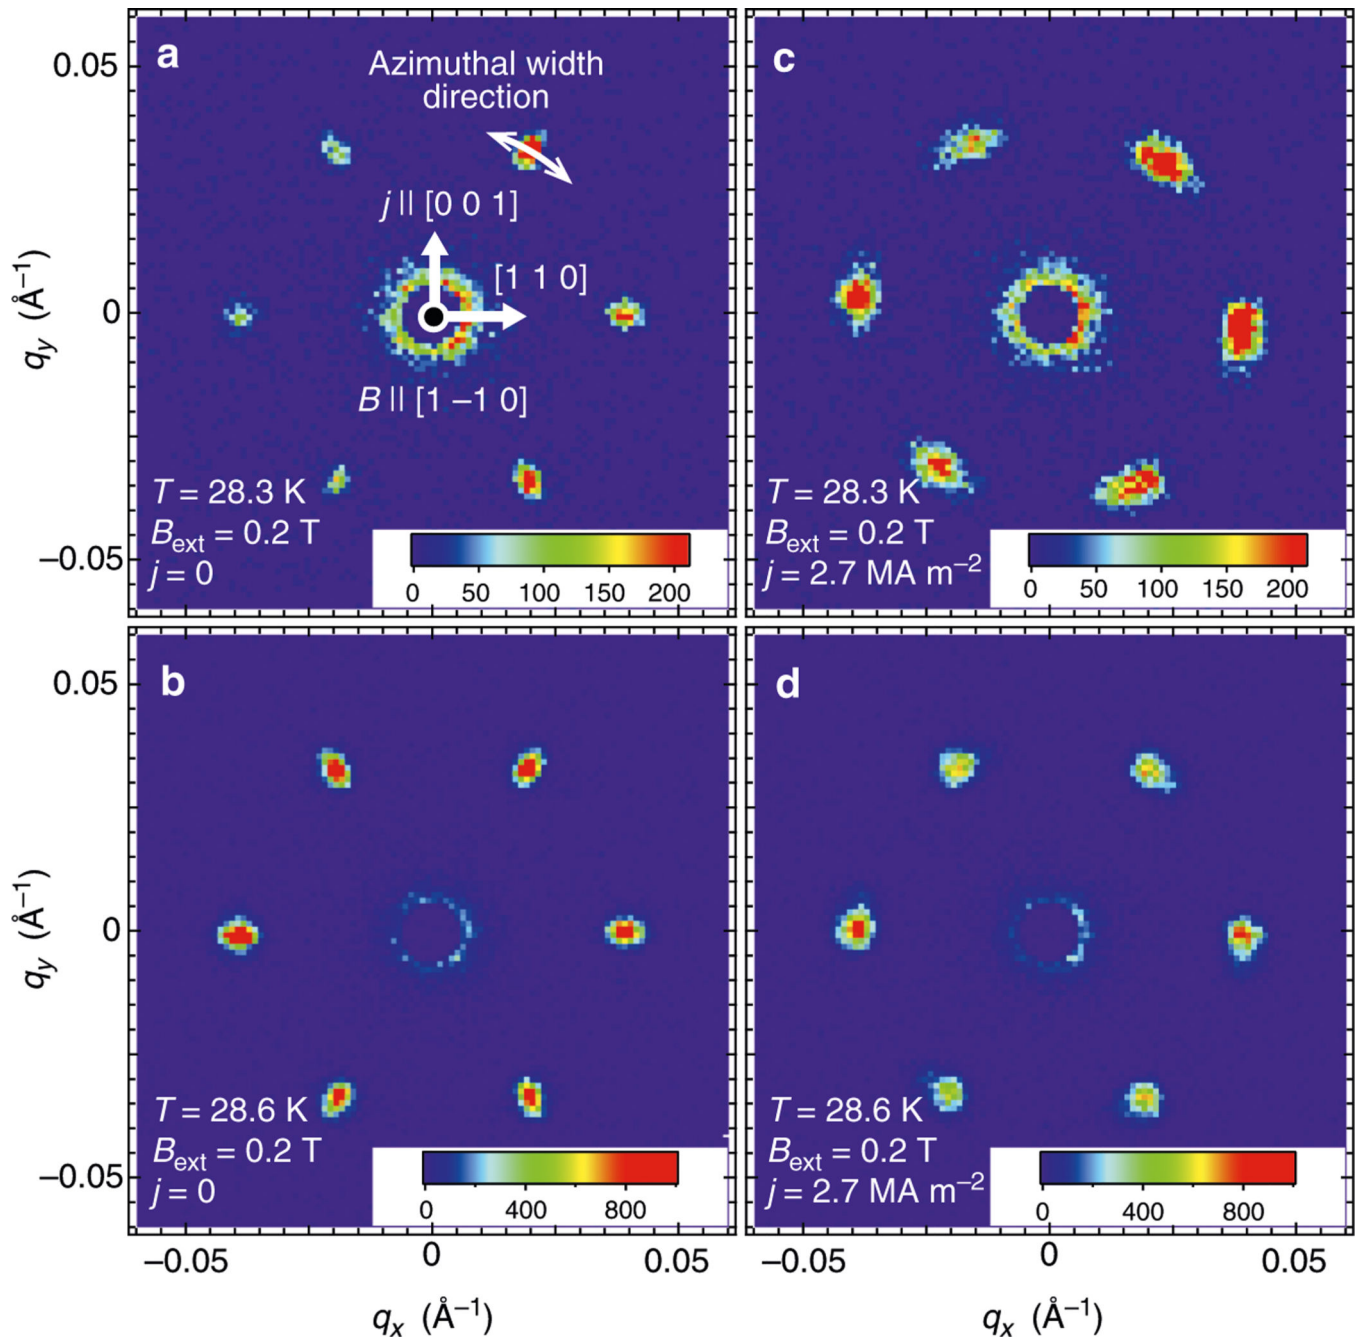 a
Azimuthal width
direction
j || [0 0 1]
[1 1 0]
B || [1 –1 0]
T = 28.3 K
B_ext = 0.2 T
j = 0
0 50 100 150 200
0.05
0
–0.05
q_y (Å⁻¹)
c
T = 28.3 K
B_ext = 0.2 T
j = 2.7 MA m⁻²
0 50 100 150 200
b
T = 28.6 K
B_ext = 0.2 T
j = 0
0 400 800
0.05
0
–0.05
q_y (Å⁻¹)
–0.05 0 0.05
q_x (Å⁻¹)
d
T = 28.6 K
B_ext = 0.2 T
j = 2.7 MA m⁻²
0 400 800
–0.05 0 0.05
q_x (Å⁻¹)